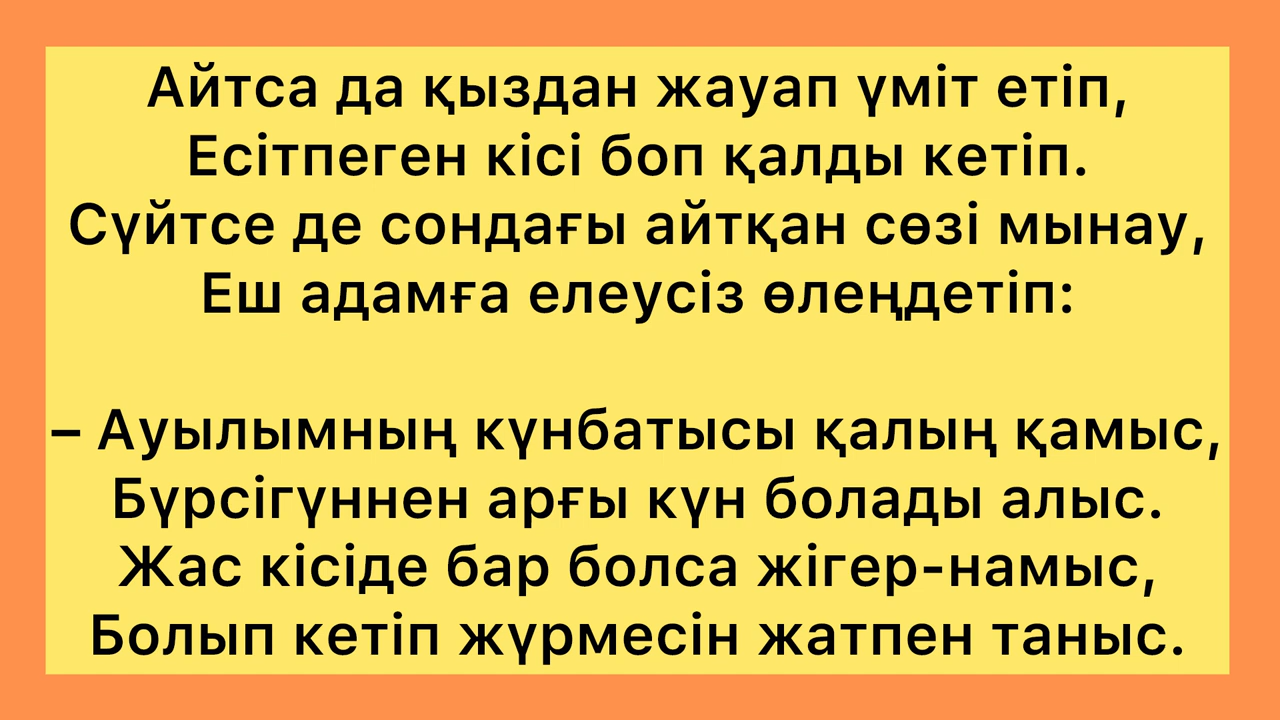 Айтса да қыздан жауап үміт етіп,
Есітпеген кісі боп қалды кетіп.
Сүйтсе де сондағы айтқан сөзі мынау,
Еш адамға елеусіз өлеңдетіп:
– Ауылымның күнбатысы қалың қамыс,
Бүрсігүннен арғы күн болады алыс.
Жас кісіде бар болса жігер-намыс,
Болып кетіп жүрмесін жатпен таныс.